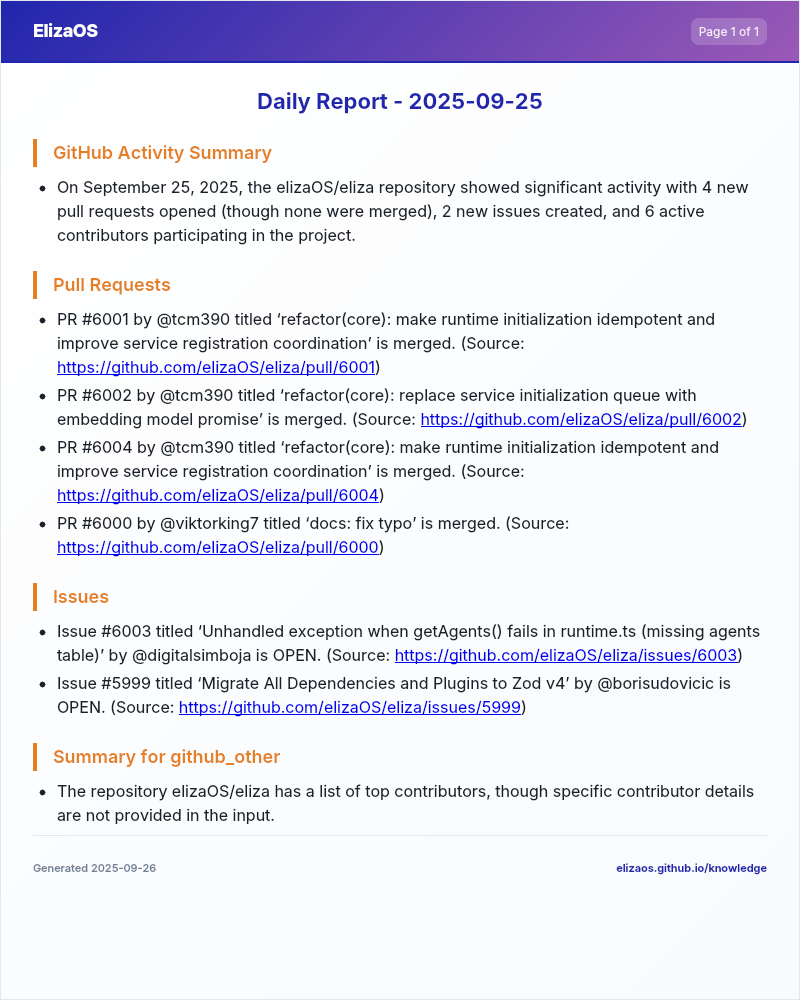 ElizaOS
Page 1 of 1
Daily Report - 2025-09-25
GitHub Activity Summary
• On September 25, 2025, the elizaOS/eliza repository showed significant activity with 4 new
pull requests opened (though none were merged), 2 new issues created, and 6 active
contributors participating in the project.
Pull Requests
• PR #6001 by @tcm390 titled ‘refactor(core): make runtime initialization idempotent and
improve service registration coordination’ is merged. (Source:
https://github.com/elizaOS/eliza/pull/6001)
• PR #6002 by @tcm390 titled ‘refactor(core): replace service initialization queue with
embedding model promise’ is merged. (Source: https://github.com/elizaOS/eliza/pull/6002)
• PR #6004 by @tcm390 titled ‘refactor(core): make runtime initialization idempotent and
improve service registration coordination’ is merged. (Source:
https://github.com/elizaOS/eliza/pull/6004)
• PR #6000 by @viktorking7 titled ‘docs: fix typo’ is merged. (Source:
https://github.com/elizaOS/eliza/pull/6000)
Issues
• Issue #6003 titled ‘Unhandled exception when getAgents() fails in runtime.ts (missing agents
table)’ by @digitalsimboja is OPEN. (Source: https://github.com/elizaOS/eliza/issues/6003)
• Issue #5999 titled ‘Migrate All Dependencies and Plugins to Zod v4’ by @borisudovicic is
OPEN. (Source: https://github.com/elizaOS/eliza/issues/5999)
Summary for github_other
• The repository elizaOS/eliza has a list of top contributors, though specific contributor details
are not provided in the input.
Generated 2025-09-26
elizaos.github.io/knowledge